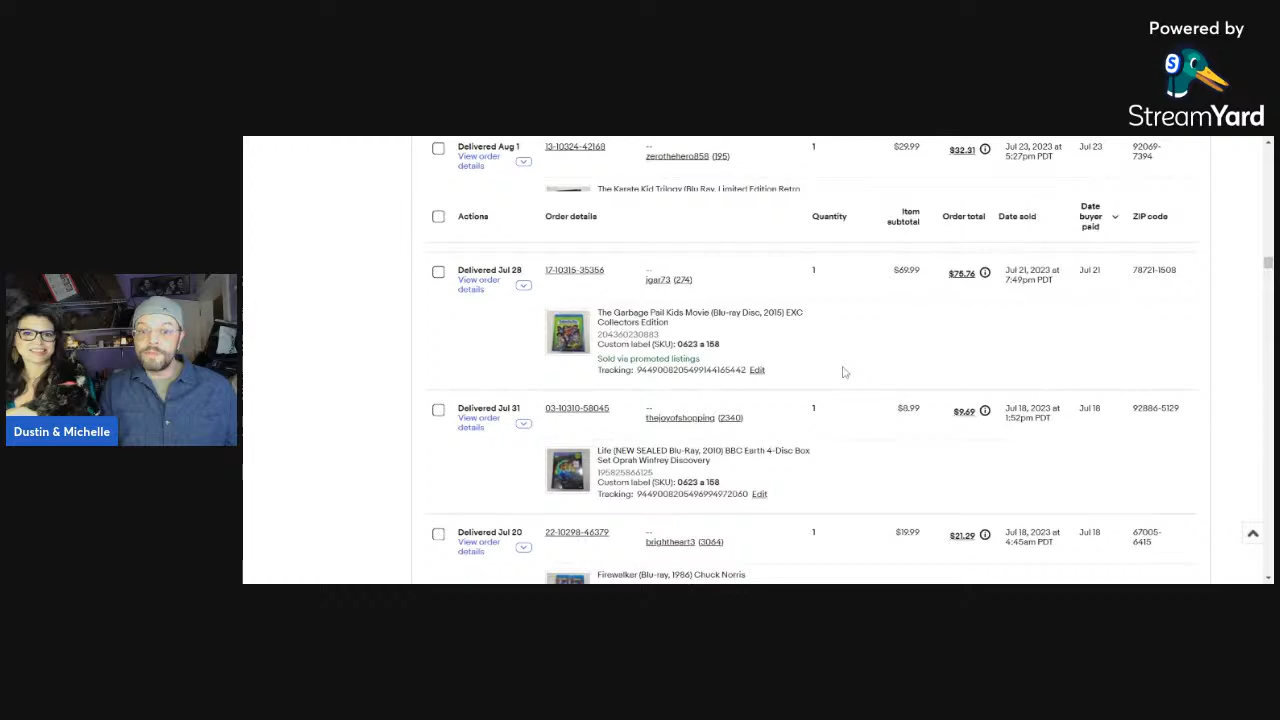 Powered by
StreamYard
Delivered Aug 1
View order
details
13-10324-42168
--
zerothehero858 (195)
1
$29.99
$32.31
Jul 23, 2023 at
5:27pm PDT
Jul 23
92069-
7394
The Karate Kid Trilogy (Blu Ray, Limited Edition Retro
Actions
Order details
Quantity
Item
subtotal
Order total
Date sold
Date
buyer
paid
ZIP code
Delivered Jul 28
View order
details
17-10315-35356
--
jgar73 (274)
1
$69.99
$75.76
Jul 21, 2023 at
7:49pm PDT
Jul 21
78721-1508
The Garbage Pail Kids Movie (Blu-ray Disc, 2015) EXC
Collectors Edition
204360230883
Custom label (SKU): 0623 a 158
Sold via promoted listings
Tracking: 9449008205499144165442 Edit
Delivered Jul 31
View order
details
03-10310-58045
--
thejoyofshopping (2340)
1
$8.99
$9.69
Jul 18, 2023 at
1:52pm PDT
Jul 18
92886-5129
Life (NEW SEALED Blu-Ray, 2010) BBC Earth 4-Disc Box
Set Oprah Winfrey Discovery
195825866125
Custom label (SKU): 0623 a 158
Tracking: 9449008205496994972060 Edit
Delivered Jul 20
View order
details
22-10298-46379
--
brightheart3 (3064)
1
$19.99
$21.29
Jul 18, 2023 at
4:45am PDT
Jul 18
67005-
6415
Firewalker (Blu-ray, 1986) Chuck Norris
Dustin & Michelle